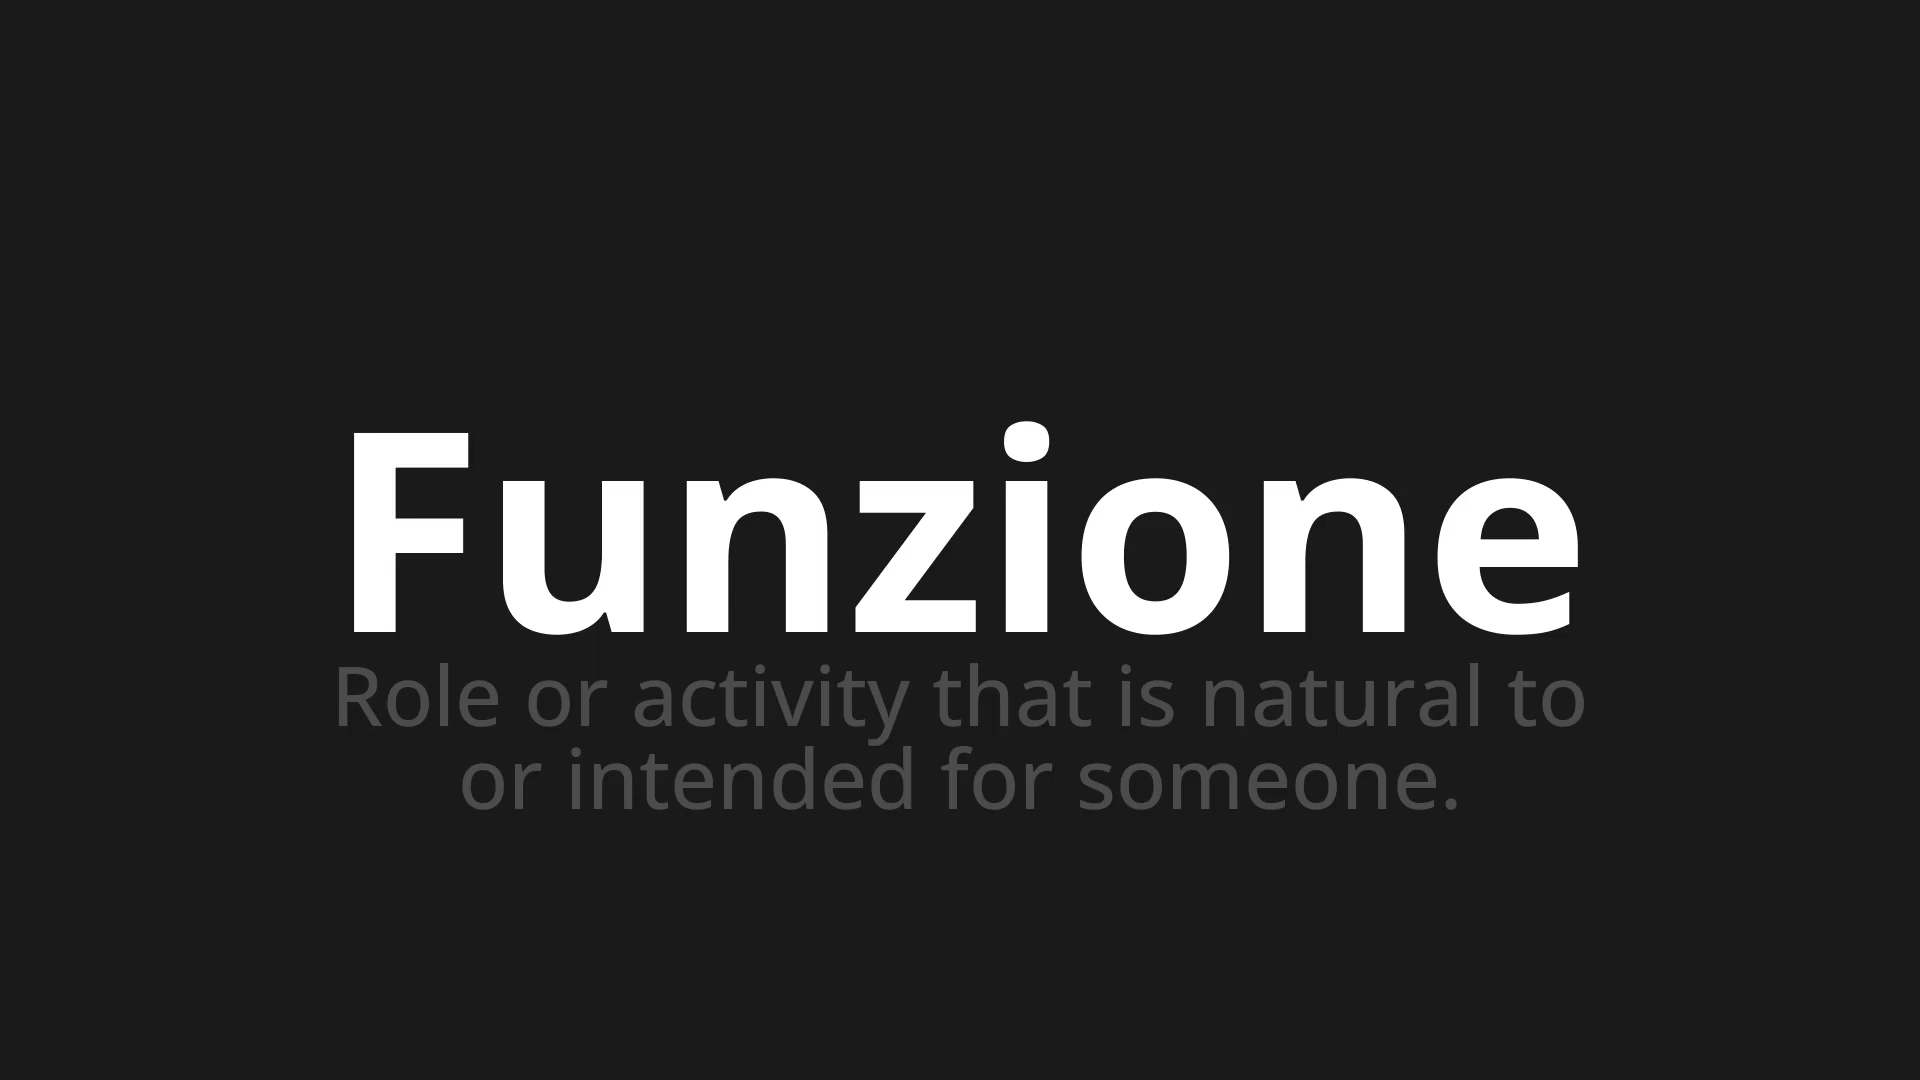 Funzione
Role or activity that is natural to
or intended for someone.